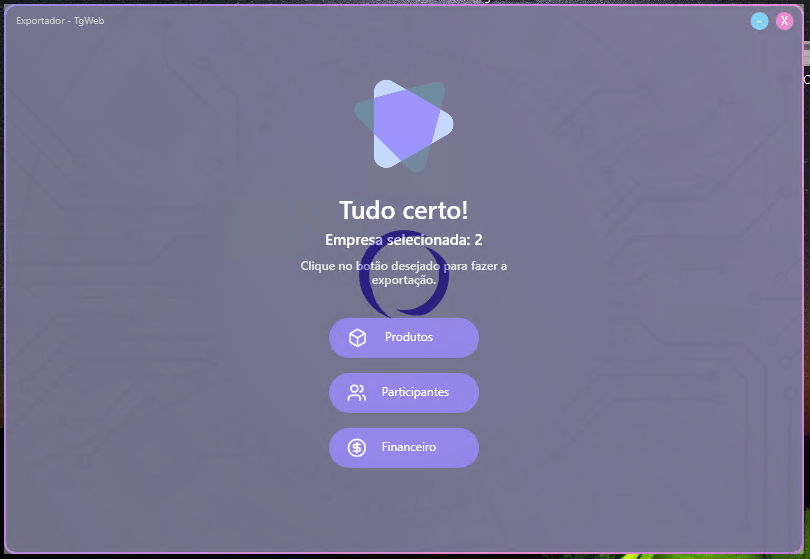 Exportador - TgWeb
–
X
Tudo certo!
Empresa selecionada: 2
Clique no botão desejado para fazer a
exportação.
Produtos
Participantes
Financeiro